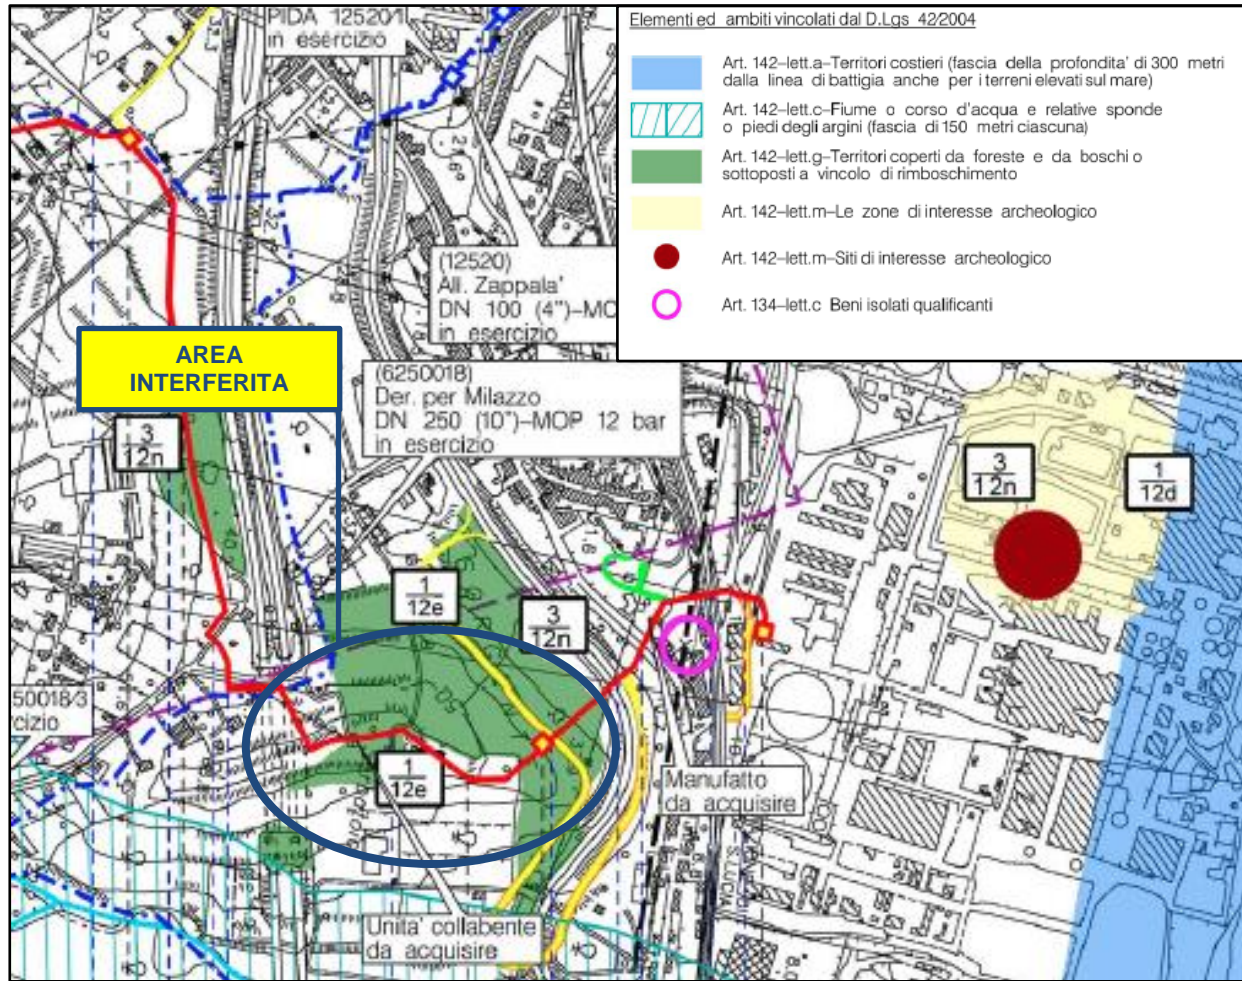 PIDA 12520/1
in esercizio
Elementi ed ambiti vincolati dal D.Lgs 42/2004
Art. 142-lett.a-Territori costieri (fascia della profondita' di 300 metri
dalla linea di battigia anche per i terreni elevati sul mare)
Art. 142-lett.c-Fiume o corso d'acqua e relative sponde
o piedi degli argini (fascia di 150 metri ciascuna)
Art. 142-lett.g-Territori coperti da foreste e da boschi o
sottoposti a vincolo di rimboschimento
Art. 142-lett.m-Le zone di interesse archeologico
Art. 142-lett.m-Siti di interesse archeologico
Art. 134-lett.c Beni isolati qualificanti
(12520)
All. Zappala'
DN 100 (4")-MO
in esercizio
AREA
INTERFERITA
(6250018)
Der. per Milazzo
DN 250 (10")-MOP 12 bar
in esercizio
3
12n
3
12n
1
12d
1
12e
3
12n
1,6
50018/3
rcizio
1
12e
Manufatto
da acquisire
S. LUCIA
Unita' collabente
da acquisire